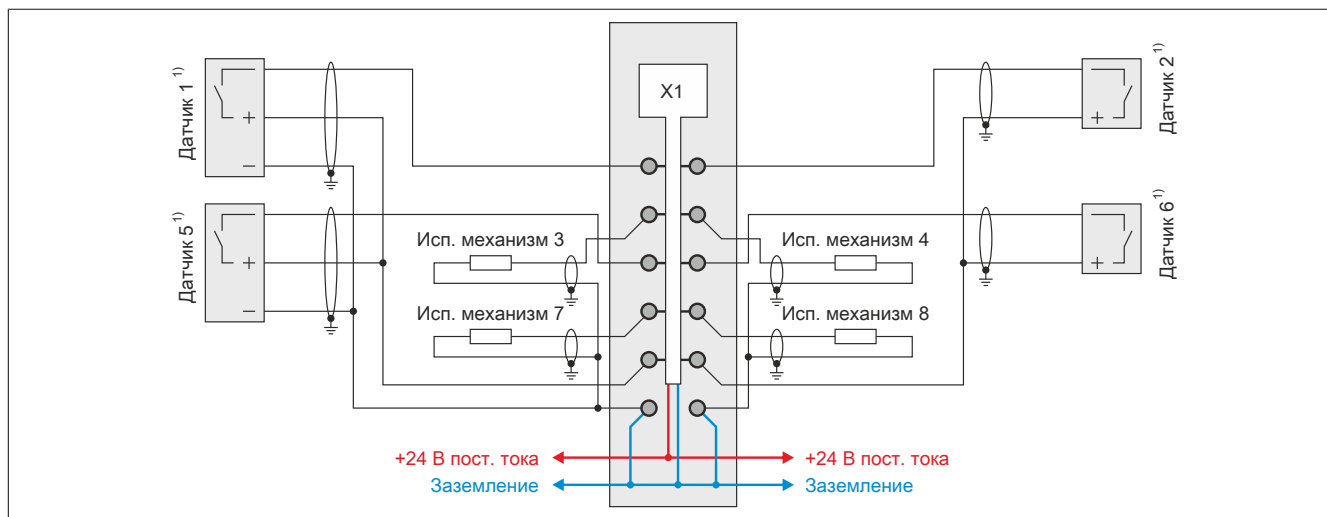 X1
Датчик 1 1)
+
−
Датчик 2 1)
+
Датчик 5 1)
+
−
Датчик 6 1)
+
Исп. механизм 3
Исп. механизм 4
Исп. механизм 7
Исп. механизм 8
+24 В пост. тока
+24 В пост. тока
Заземление
Заземление